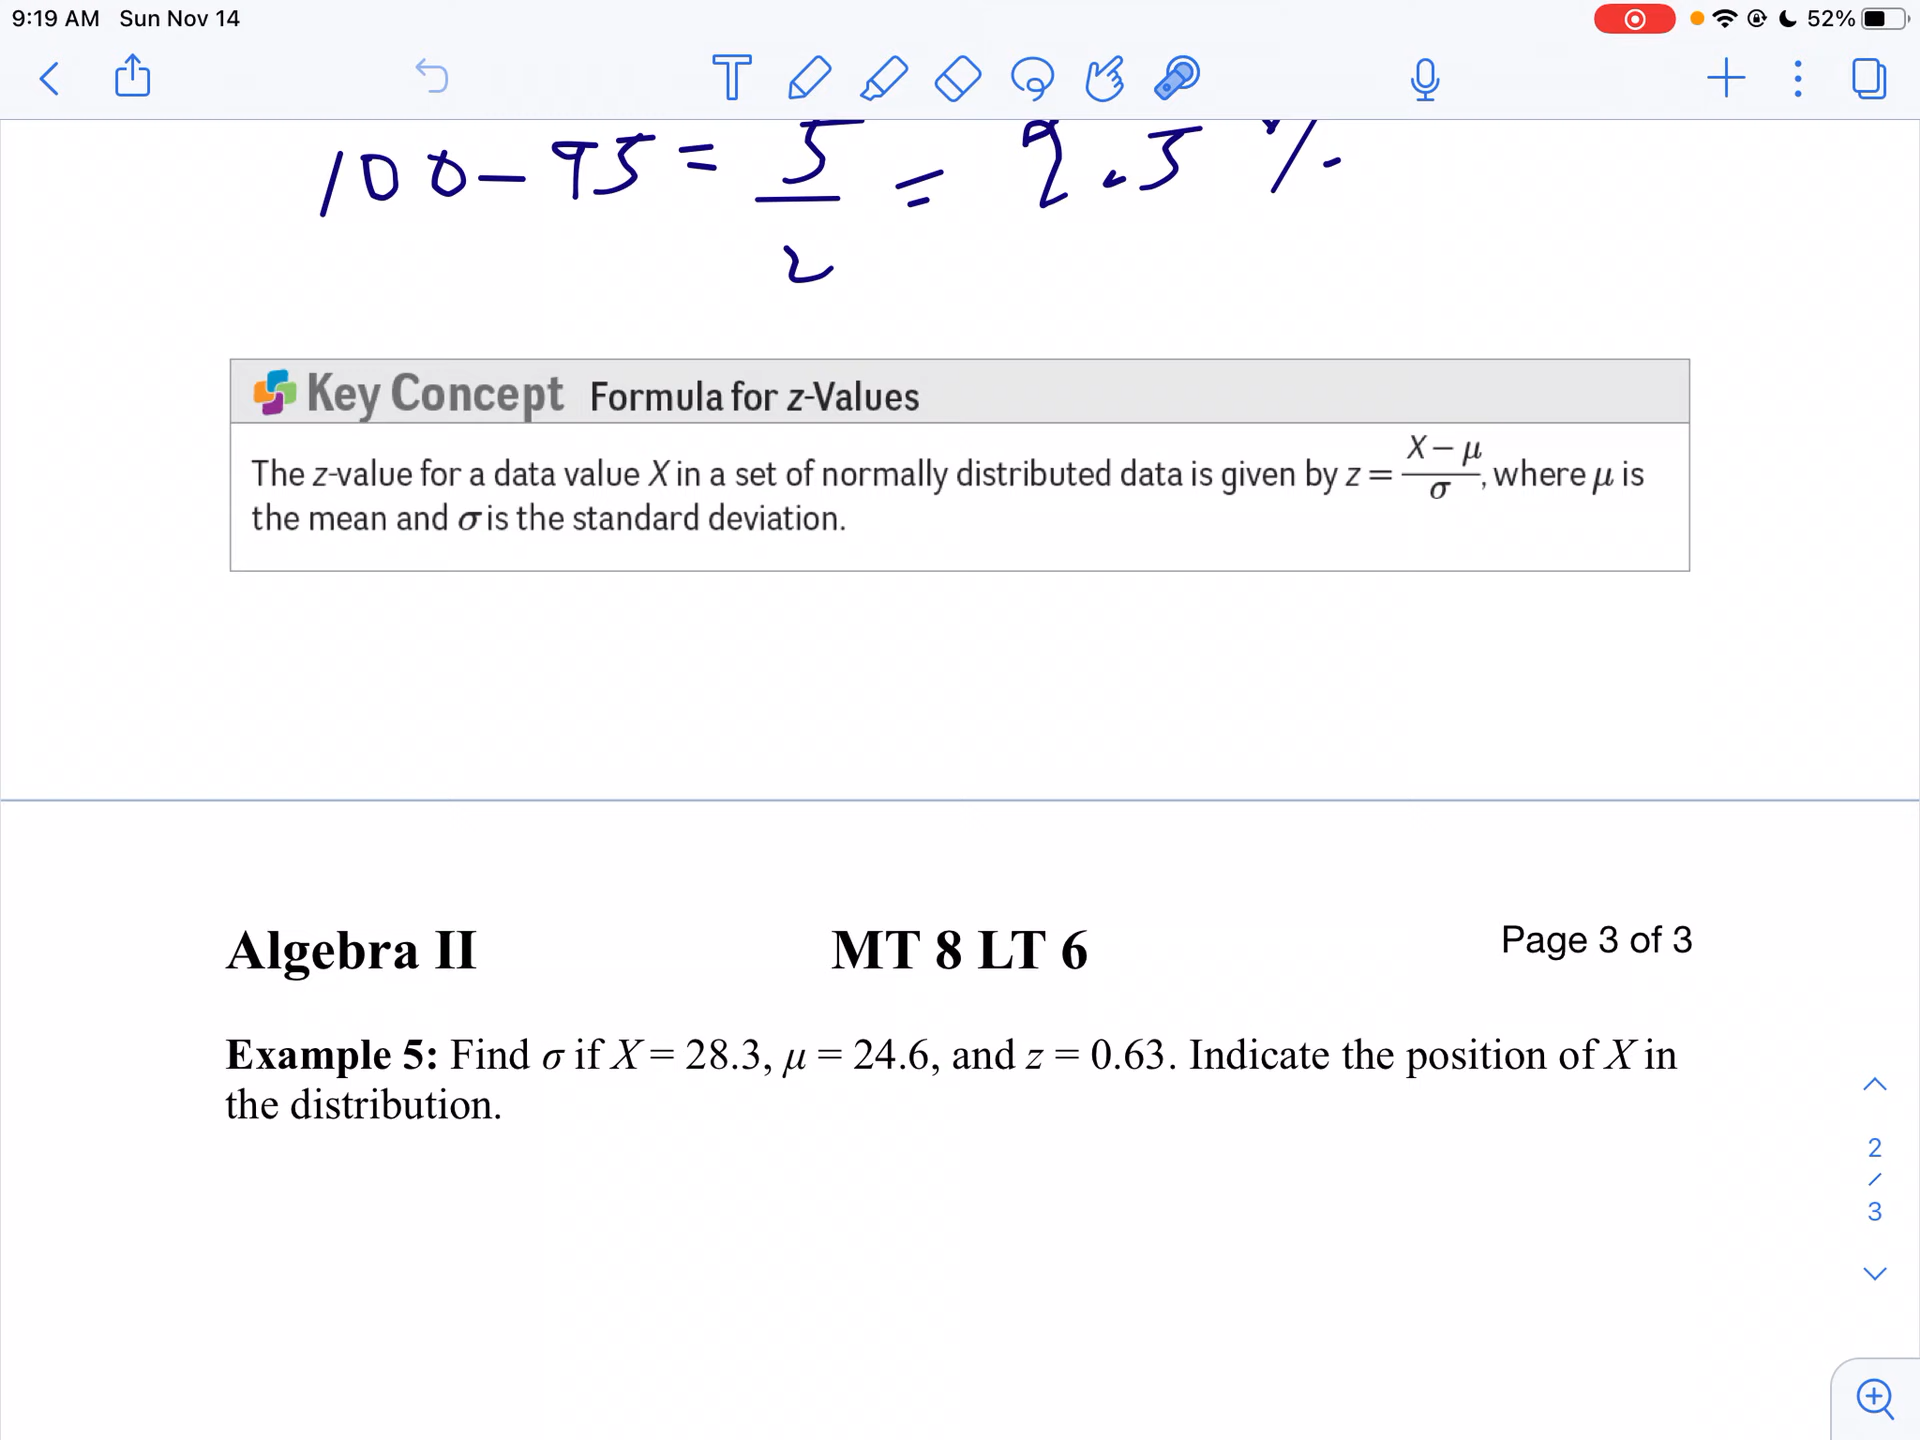 9:19 AM Sun Nov 14
52%
100 - 95 = 5/2 = 2.5 %.
Key Concept Formula for z-Values
The z-value for a data value X in a set of normally distributed data is given by z = X − μ / σ, where μ is
the mean and σ is the standard deviation.
Algebra II MT 8 LT 6 Page 3 of 3
Example 5: Find σ if X = 28.3, μ = 24.6, and z = 0.63. Indicate the position of X in
the distribution.
2
/
3